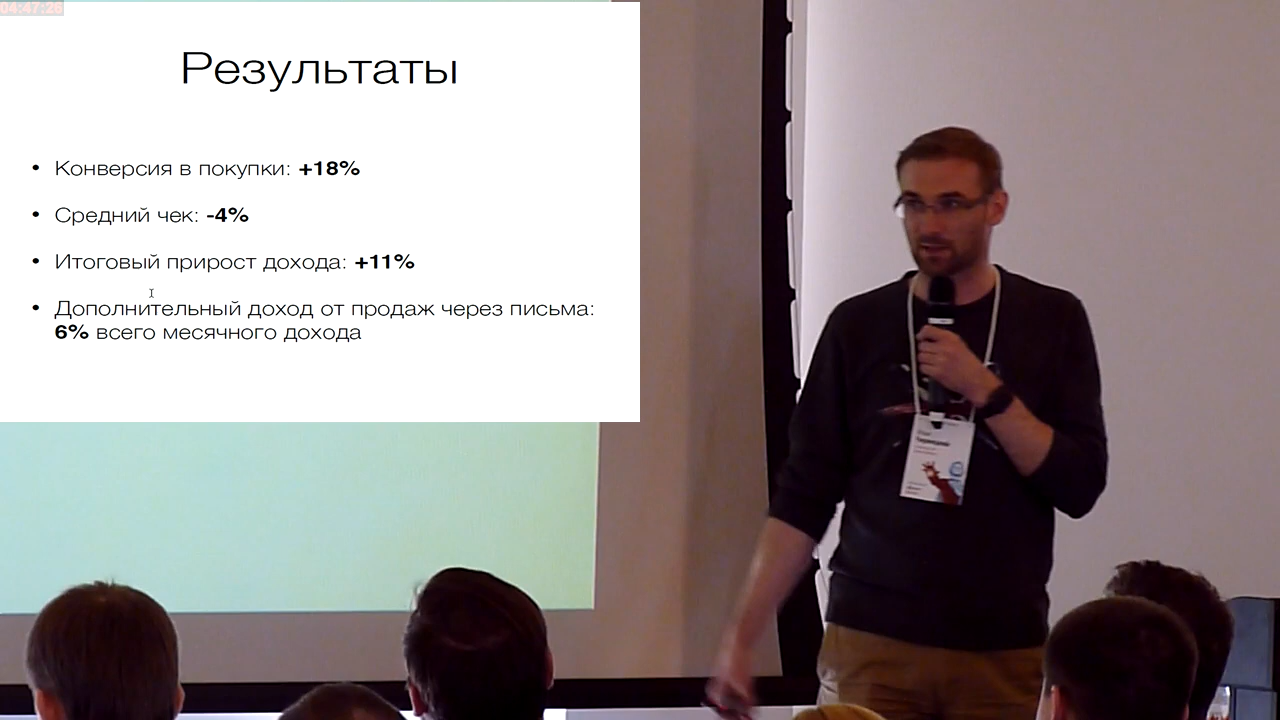 04:47:26
Результаты
• Конверсия в покупки: +18%
• Средний чек: -4%
• Итоговый прирост дохода: +11%
• Дополнительный доход от продаж через письма:
6% всего месячного дохода